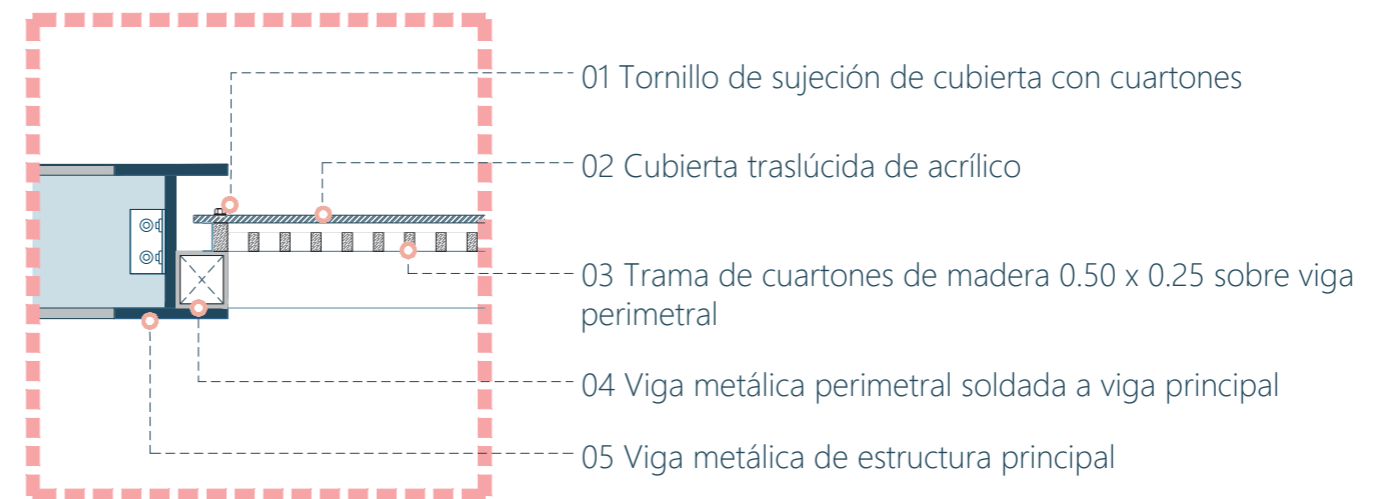 01 Tornillo de sujeción de cubierta con cuartones
02 Cubierta traslúcida de acrílico
03 Trama de cuartones de madera 0.50 x 0.25 sobre viga
perimetral
04 Viga metálica perimetral soldada a viga principal
05 Viga metálica de estructura principal